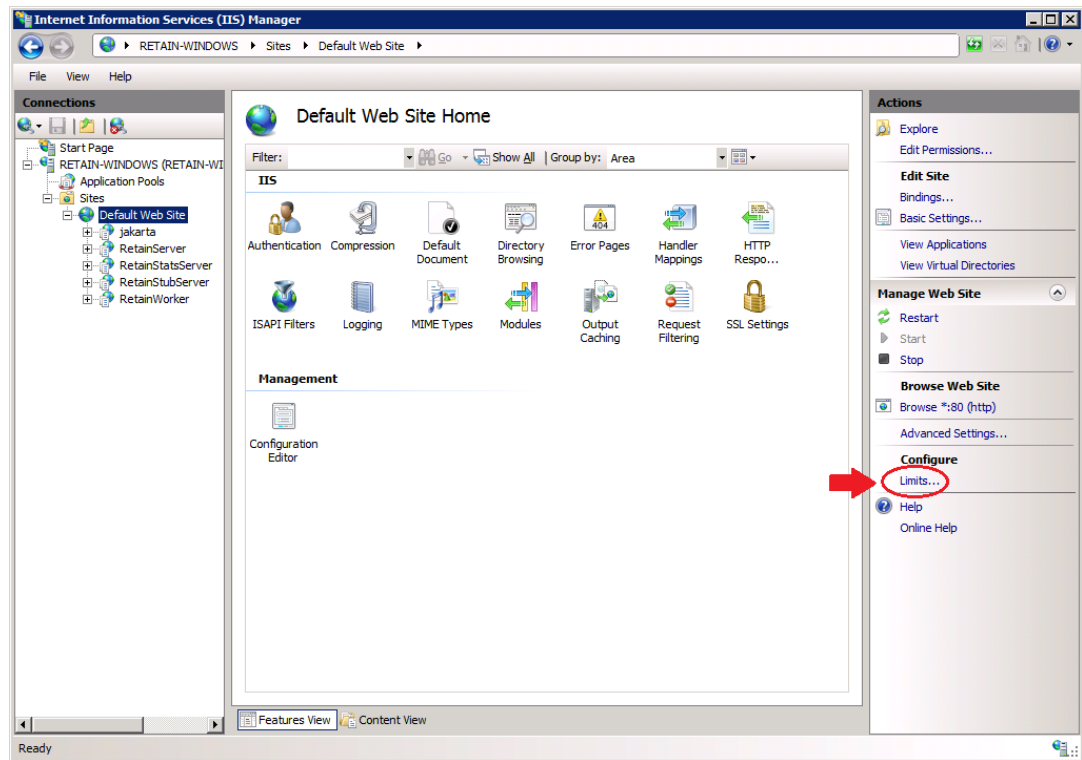 Internet Information Services (IIS) Manager
RETAIN-WINDOWS Sites Default Web Site
File View Help
Connections
Start Page
RETAIN-WINDOWS (RETAIN-WI
Application Pools
Sites
Default Web Site
jakarta
RetainServer
RetainStatsServer
RetainStubServer
RetainWorker
Default Web Site Home
Filter: Go Show All Group by: Area
IIS
Authentication Compression Default Document Directory Browsing Error Pages Handler Mappings HTTP Respo...
404
ISAPI Filters Logging MIME Types Modules Output Caching Request Filtering SSL Settings
Management
Configuration
Editor
Features View Content View
Actions
Explore
Edit Permissions...
Edit Site
Bindings...
Basic Settings...
View Applications
View Virtual Directories
Manage Web Site
Restart
Start
Stop
Browse Web Site
Browse *:80 (http)
Advanced Settings...
Configure
Limits...
Help
Online Help
Ready